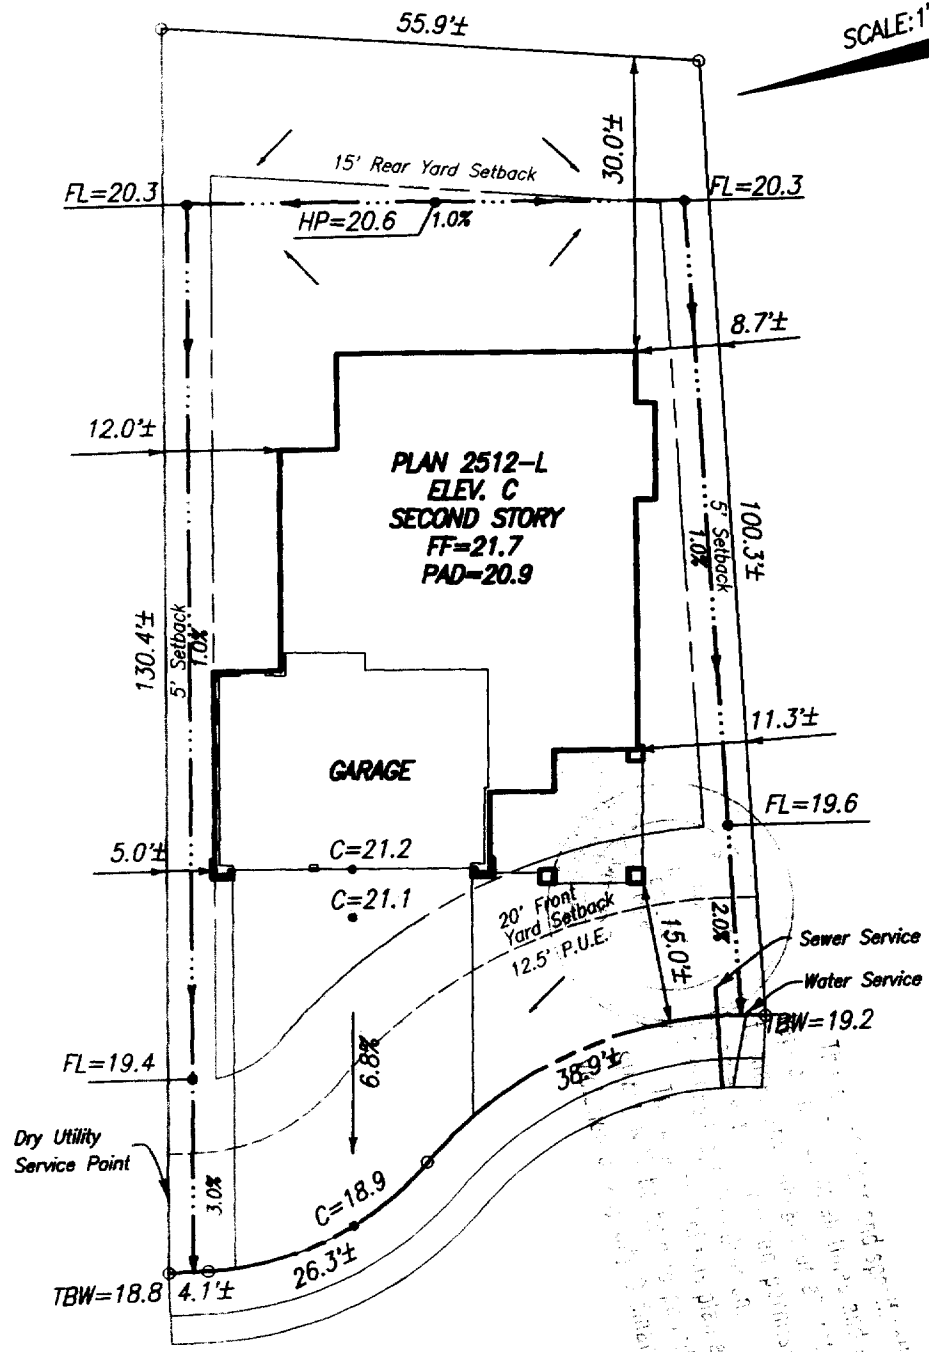 55.9'±
SCALE: 1"
30.0'±
15' Rear Yard Setback
FL=20.3
FL=20.3
HP=20.6
1.0%
8.7'±
12.0'±
PLAN 2512-L
ELEV. C
SECOND STORY
FF=21.7
PAD=20.9
5' Setback
1.0%
100.3'±
130.4'±
5' Setback
1.0%
11.3'±
GARAGE
FL=19.6
5.0'±
C=21.2
C=21.1
20' Front
Yard Setback
12.5' P.U.E.
15.0'±
2.0%
Sewer Service
Water Service
TBW=19.2
6.8%
38.9'±
FL=19.4
Dry Utility
Service Point
3.0%
C=18.9
26.3'±
TBW=18.8
4.1'±